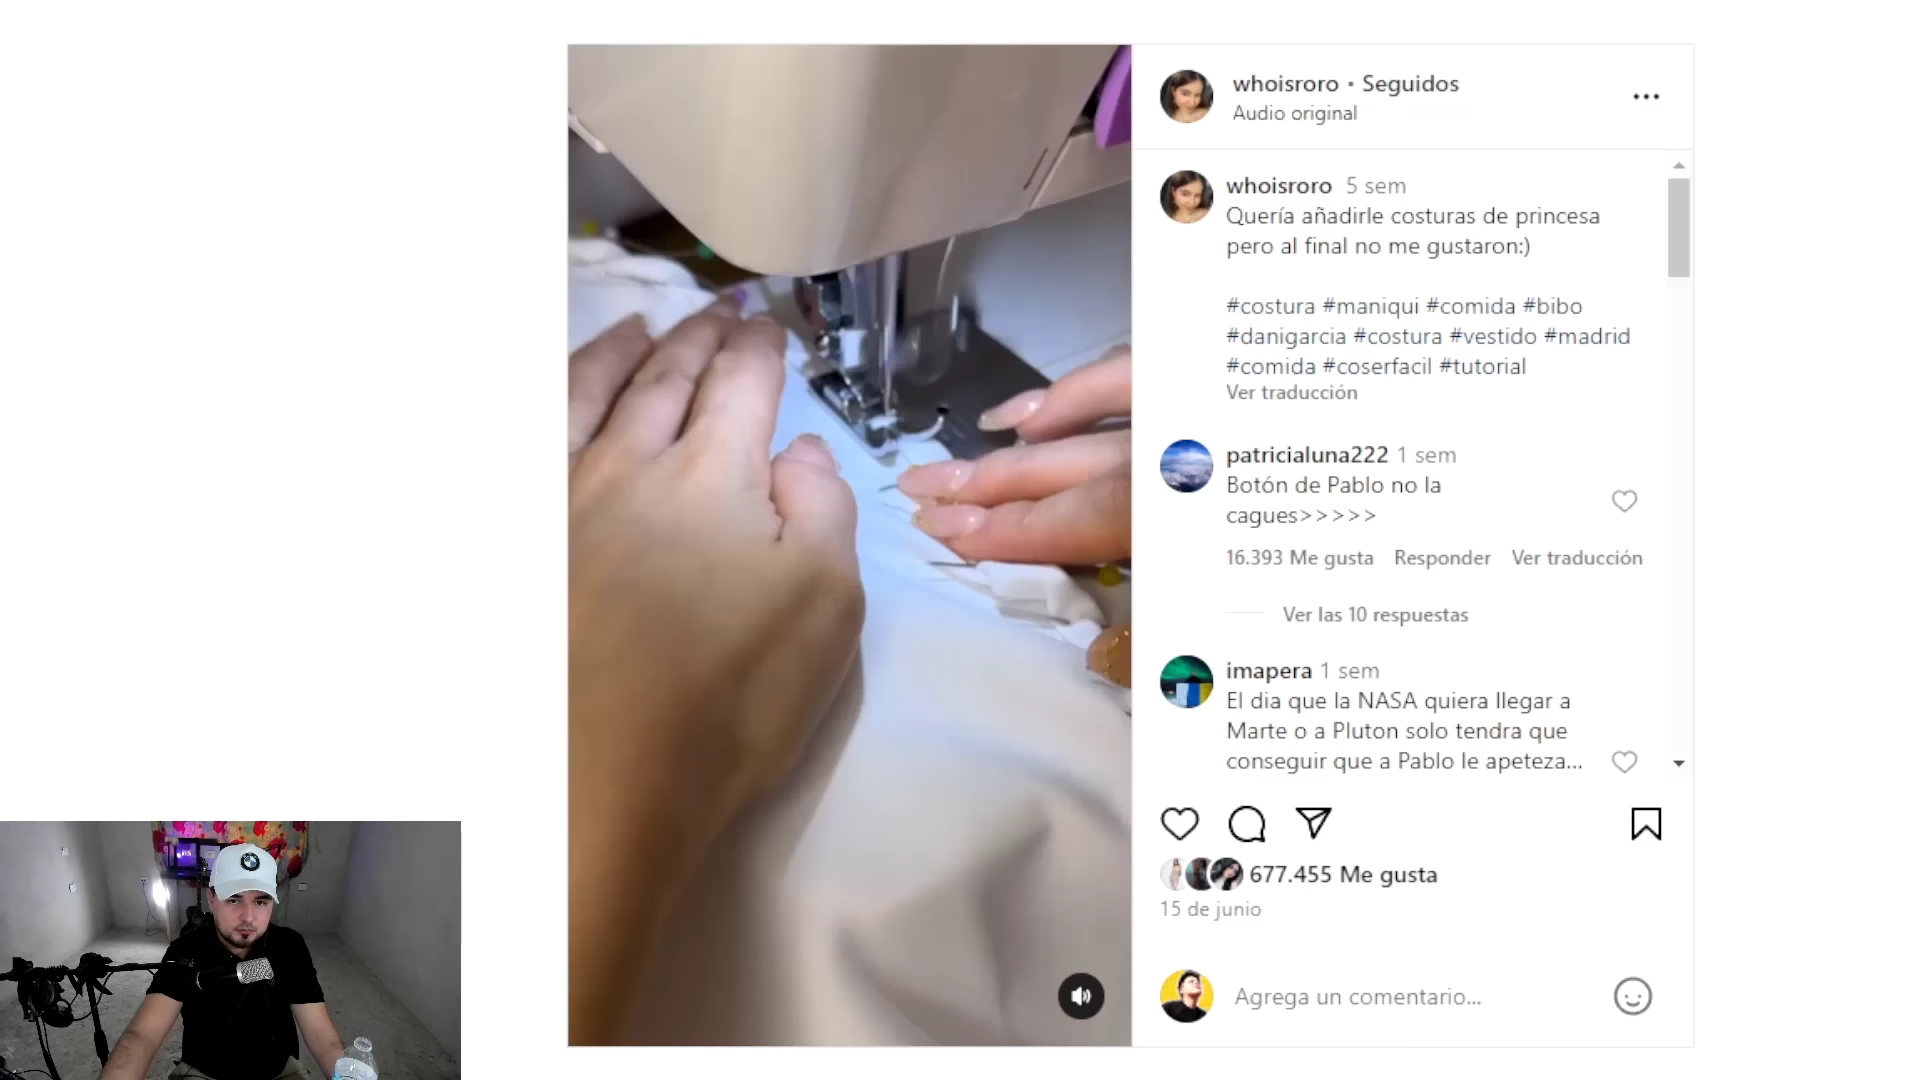 whoisroro • Seguidos
Audio original
whoisroro 5 sem
Quería añadirle costuras de princesa
pero al final no me gustaron:)
#costura #maniqui #comida #bibo
#danigarcia #costura #vestido #madrid
#comida #coserfacil #tutorial
Ver traducción
patricialuna222 1 sem
Botón de Pablo no la
cagues>>>>>
16.393 Me gusta Responder Ver traducción
Ver las 10 respuestas
imapera 1 sem
El dia que la NASA quiera llegar a
Marte o a Pluton solo tendra que
conseguir que a Pablo le apeteza...
677.455 Me gusta
15 de junio
Agrega un comentario...